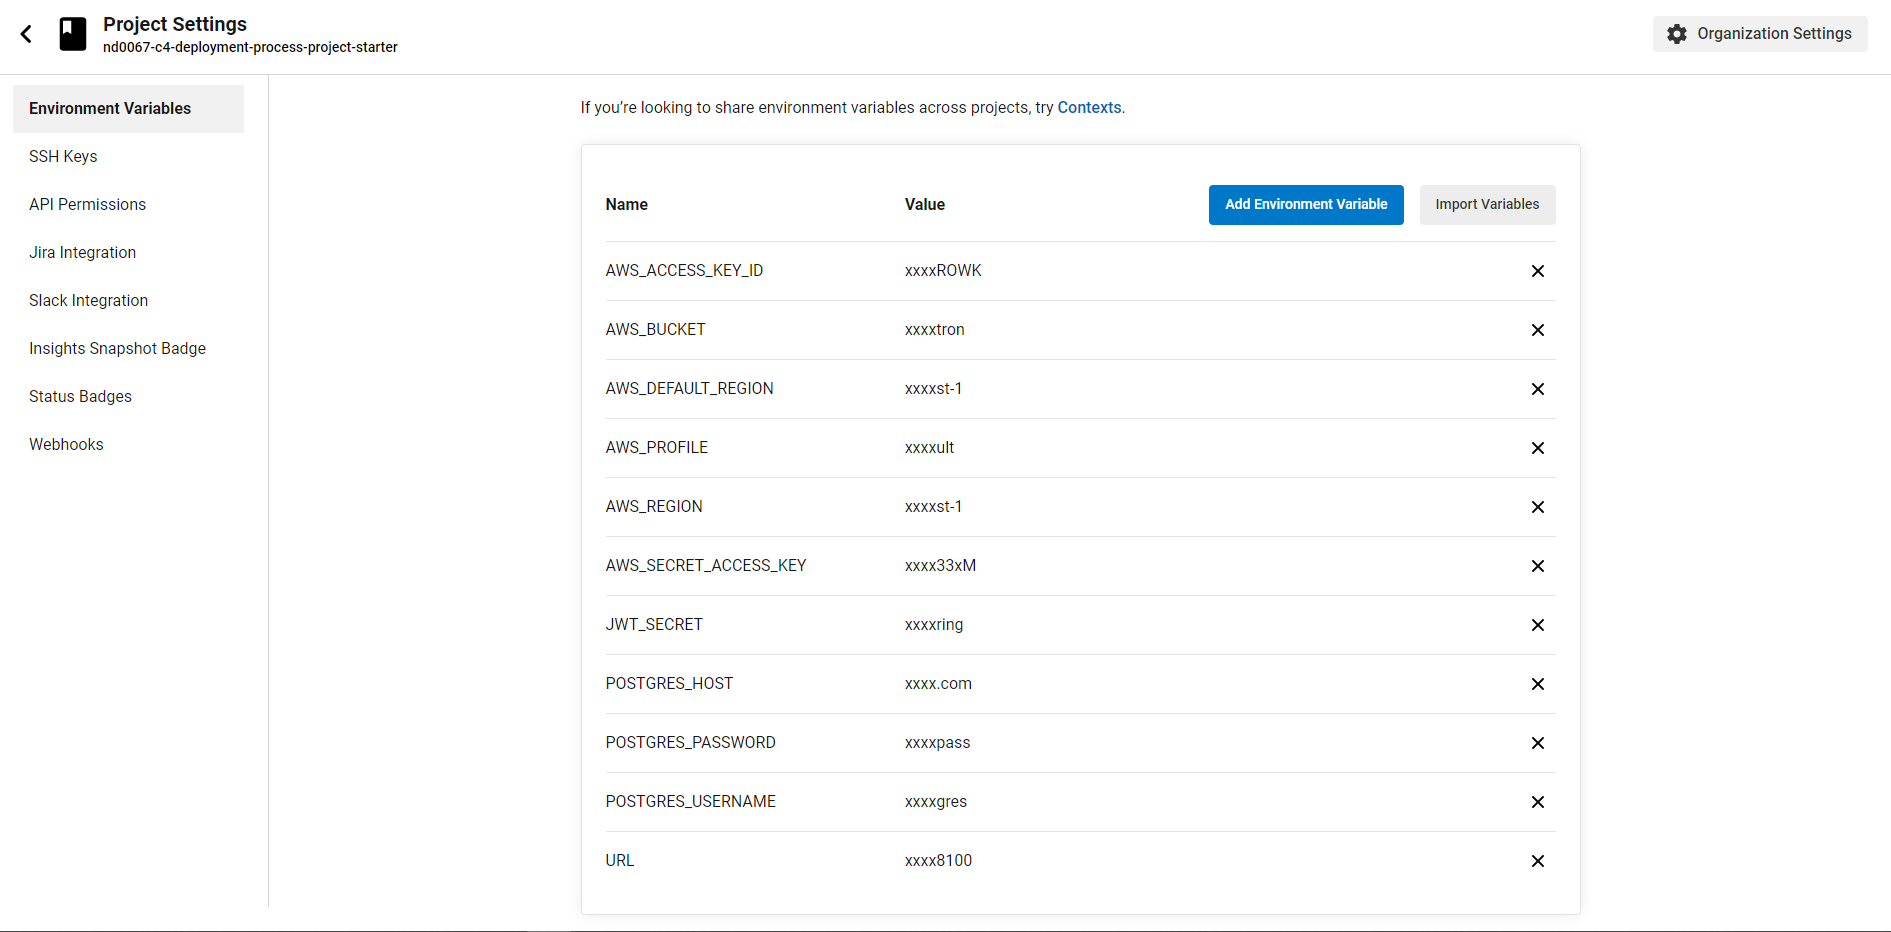 Project Settings
nd0067-c4-deployment-process-project-starter
Organization Settings
Environment Variables
SSH Keys
API Permissions
Jira Integration
Slack Integration
Insights Snapshot Badge
Status Badges
Webhooks
If you're looking to share environment variables across projects, try Contexts.
Name Value Add Environment Variable Import Variables
AWS_ACCESS_KEY_ID xxxxROWK
AWS_BUCKET xxxxtron
AWS_DEFAULT_REGION xxxxst-1
AWS_PROFILE xxxxult
AWS_REGION xxxxst-1
AWS_SECRET_ACCESS_KEY xxxx33xM
JWT_SECRET xxxxring
POSTGRES_HOST xxxx.com
POSTGRES_PASSWORD xxxxpass
POSTGRES_USERNAME xxxxgres
URL xxxx8100